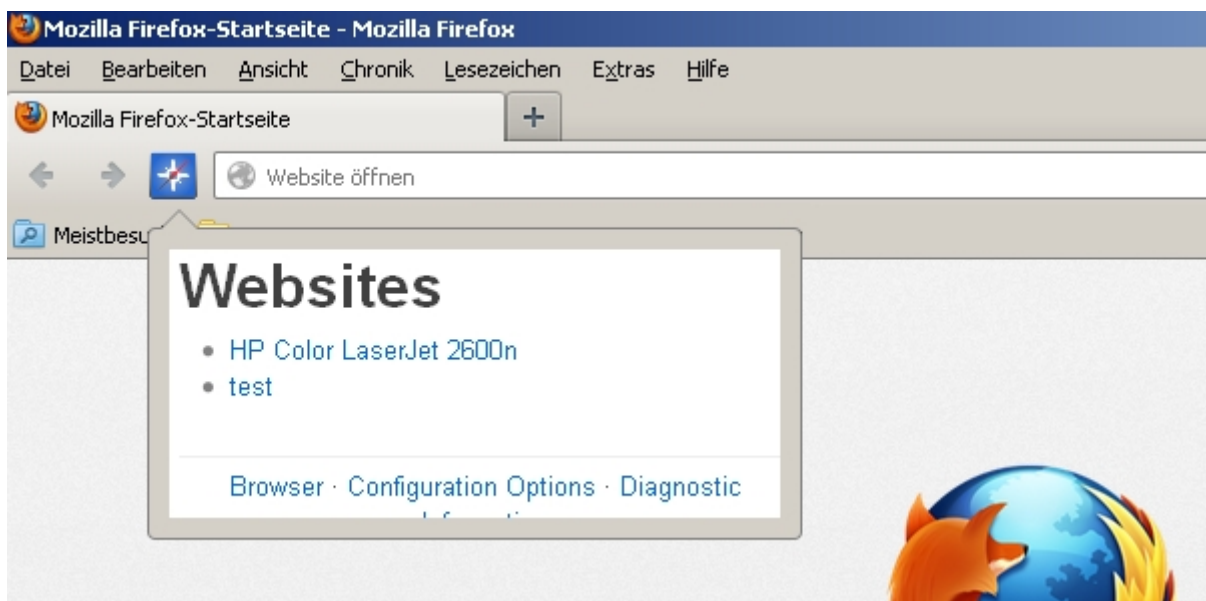 Mozilla Firefox-Startseite - Mozilla Firefox
Datei Bearbeiten Ansicht Chronik Lesezeichen Extras Hilfe
Mozilla Firefox-Startseite +
Website öffnen
Websites
• HP Color LaserJet 2600n
• test
Browser · Configuration Options · Diagnostic